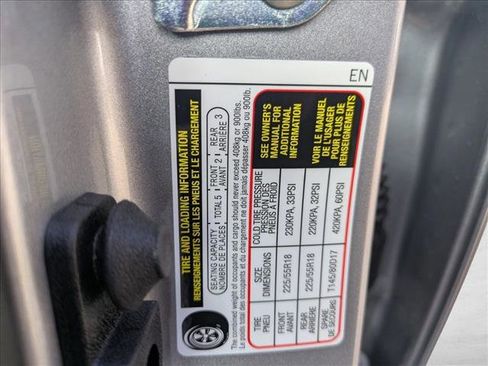 EN
TIRE AND LOADING INFORMATION
RENSEIGNEMENTS SUR LES PNEUS ET LE CHARGEMENT
SEATING CAPACITY TOTAL 5 FRONT 2 REAR 3
NOMBRE DE PLACES AVANT ARRIÈRE
The combined weight of occupants and cargo should never exceed 408kg or 900lbs.
Le poids total des occupants et du chargement ne doit jamais dépasser 408kg ou 900lb.
TIRE SIZE COLD TIRE PRESSURE
PNEU DIMENSIONS PRESSION DES
PNEUS À FROID
FRONT 225/55R18 230KPA, 33PSI
AVANT
REAR 225/55R18 220KPA, 32PSI
ARRIÈRE
SPARE T145/80D17 420KPA, 60PSI
DE SECOURS
SEE OWNER'S
MANUAL FOR
ADDITIONAL
INFORMATION
VOIR LE MANUEL
DE L'USAGER
POUR PLUS DE
RENSEIGNEMENTS